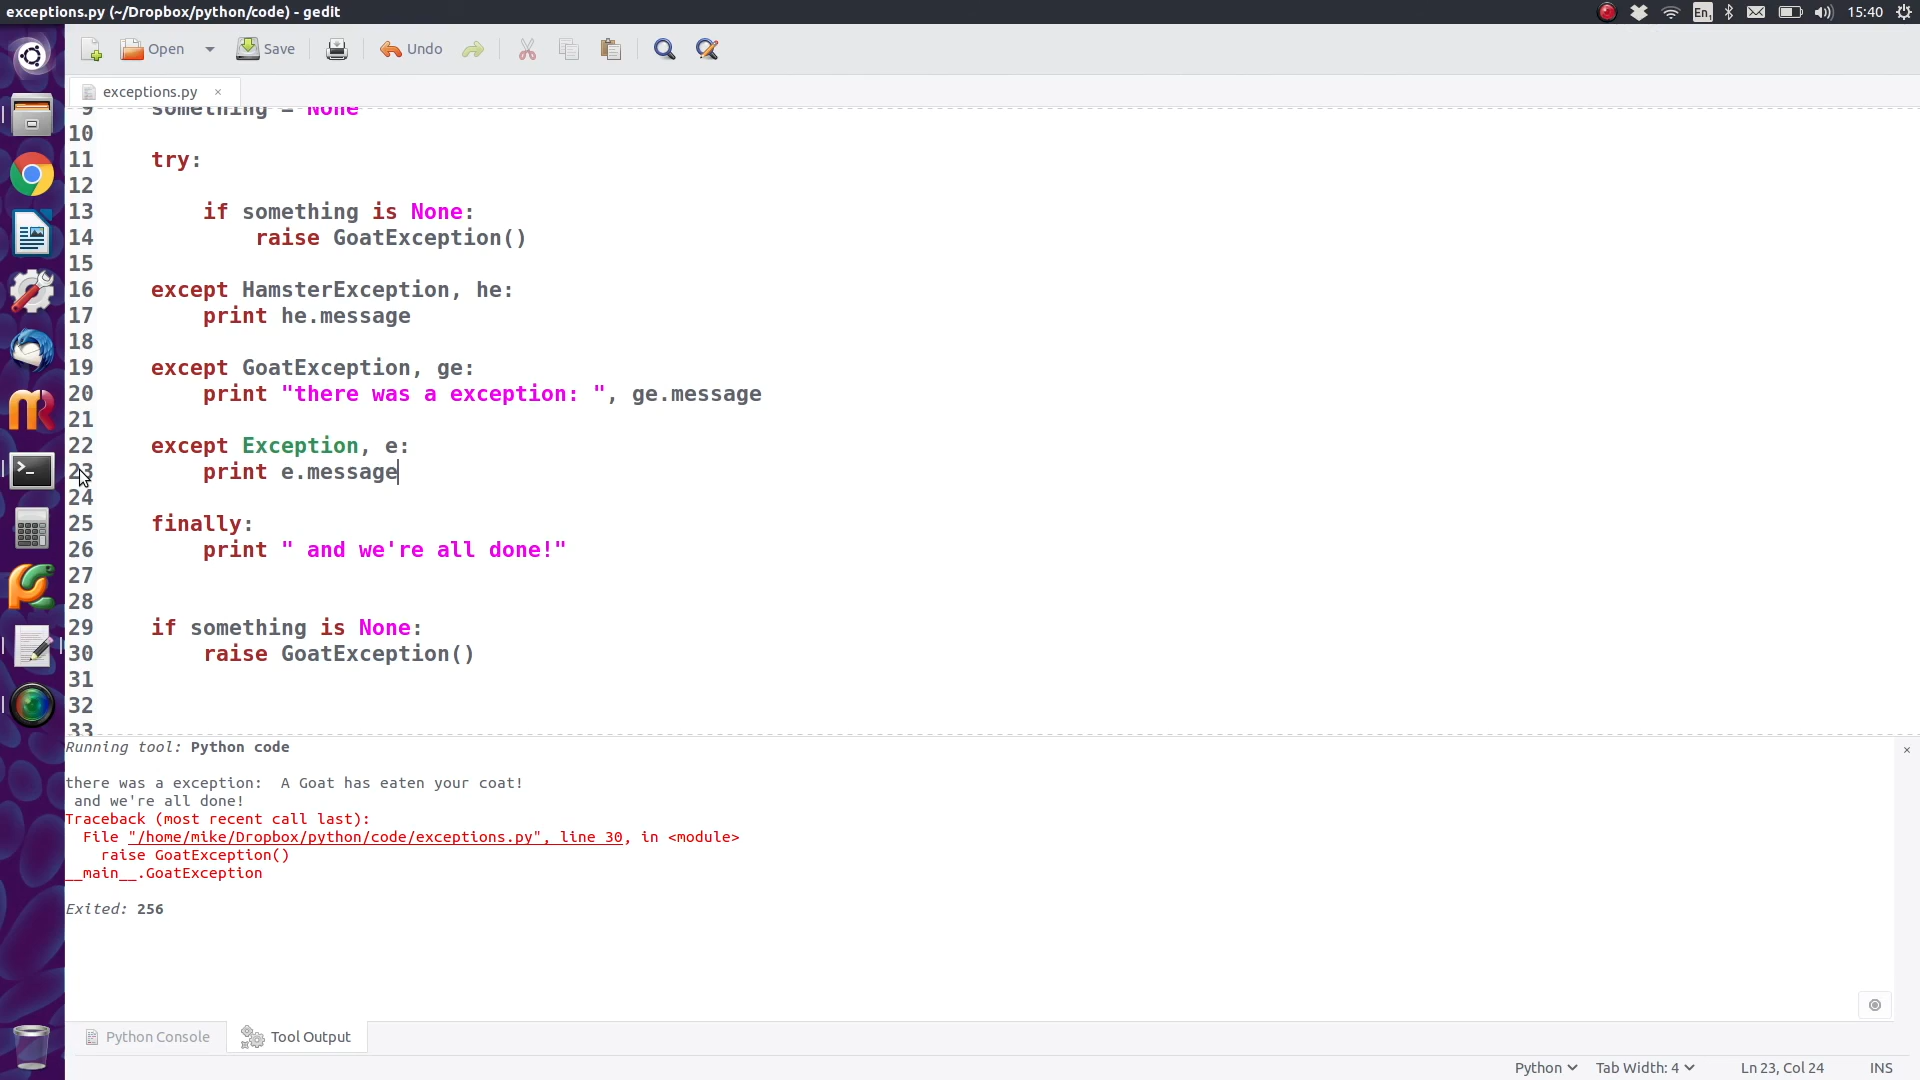 exceptions.py (~/Dropbox/python/code) - gedit
En1
15:40
Open
Save
Undo
exceptions.py ×
9 something = None
10
11 try:
12
13 if something is None:
14 raise GoatException()
15
16 except HamsterException, he:
17 print he.message
18
19 except GoatException, ge:
20 print "there was a exception: ", ge.message
21
22 except Exception, e:
23 print e.message
24
25 finally:
26 print " and we're all done!"
27
28
29 if something is None:
30 raise GoatException()
31
32
33
Running tool: Python code
there was a exception:  A Goat has eaten your coat!
and we're all done!
Traceback (most recent call last):
File "/home/mike/Dropbox/python/code/exceptions.py", line 30, in <module>
raise GoatException()
__main__.GoatException
Exited: 256
Python Console
Tool Output
Python
Tab Width: 4
Ln 23, Col 24
INS